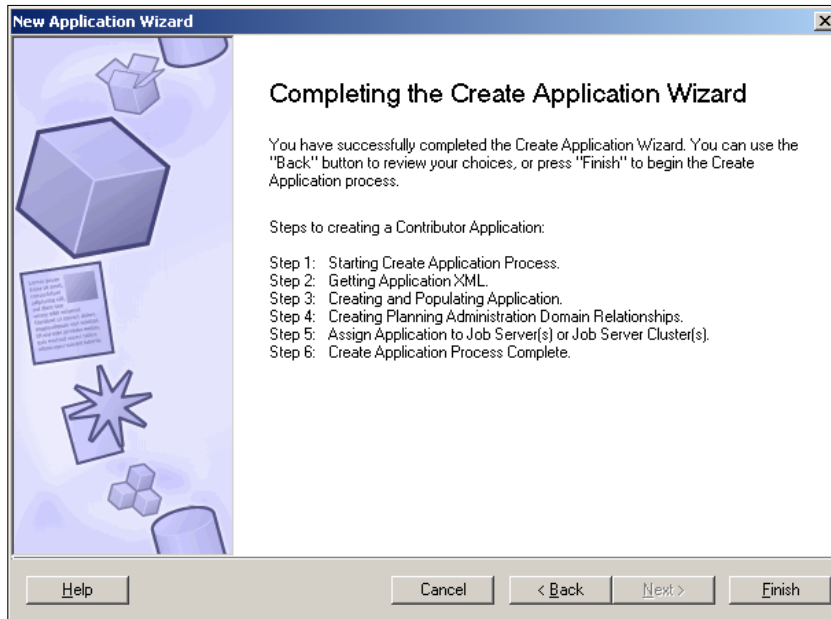 New Application Wizard
Completing the Create Application Wizard
You have successfully completed the Create Application Wizard. You can use the
"Back" button to review your choices, or press "Finish" to begin the Create
Application process.
Steps to creating a Contributor Application:
Step 1: Starting Create Application Process.
Step 2: Getting Application XML.
Step 3: Creating and Populating Application.
Step 4: Creating Planning Administration Domain Relationships.
Step 5: Assign Application to Job Server(s) or Job Server Cluster(s).
Step 6: Create Application Process Complete.
Help
Cancel
< Back
Next >
Finish